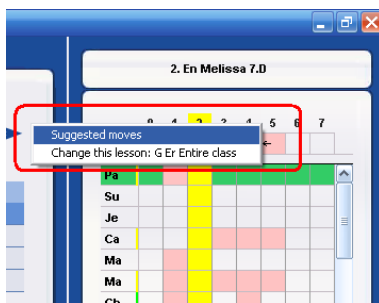 2. En Melissa 7.D
0 1 2 3 4 5 6 7
Suggested moves
Change this lesson: G Er Entire class
Pa
Su
Je
Ca
Ma
Ma
Ch